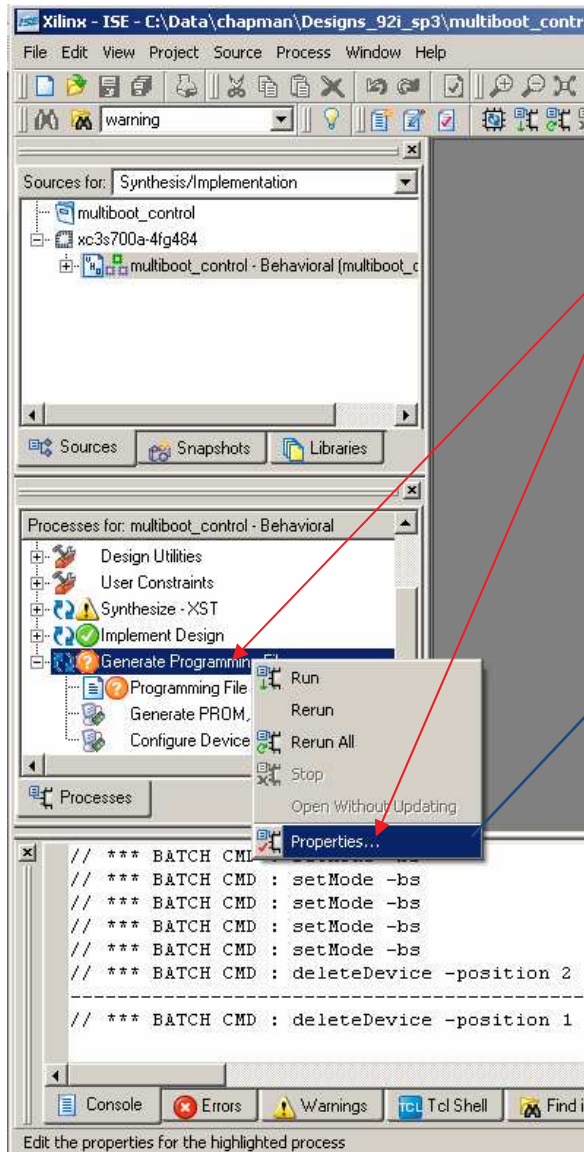 Xilinx - ISE - C:\Data\chapman\Designs_92i_sp3\multiboot_contr
File Edit View Project Source Process Window Help
warning
Sources for: Synthesis/Implementation
multiboot_control
xc3s700a-4fg484
multiboot_control - Behavioral (multiboot_c
Sources Snapshots Libraries
Processes for: multiboot_control - Behavioral
Design Utilities
User Constraints
Synthesize - XST
Implement Design
Generate Programming
Programming File
Generate PROM,
Configure Device
Run
Rerun
Rerun All
Stop
Open Without Updating
Properties...
Processes
// *** BATCH CMD
// *** BATCH CMD : setMode -bs
// *** BATCH CMD : setMode -bs
// *** BATCH CMD : setMode -bs
// *** BATCH CMD : deleteDevice -position 2
// *** BATCH CMD : deleteDevice -position 1
Console Errors Warnings TCL Tcl Shell Find i
Edit the properties for the highlighted process